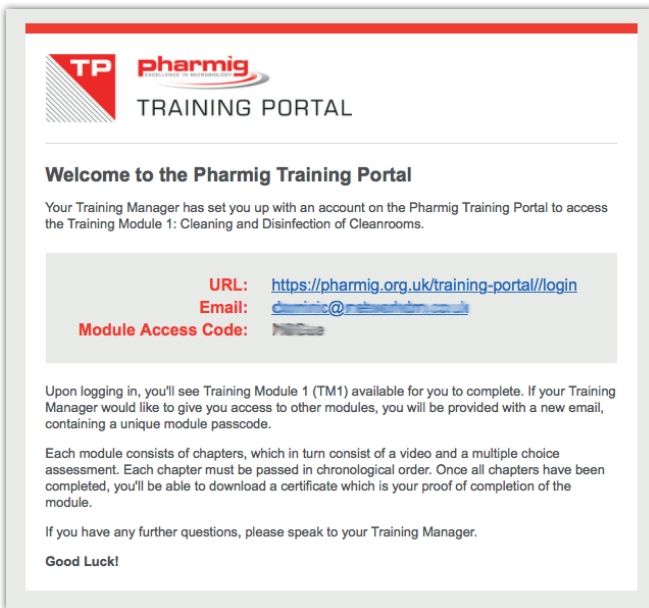 TP
pharmig
EXCELLENCE IN MICROBIOLOGY
TRAINING PORTAL
Welcome to the Pharmig Training Portal
Your Training Manager has set you up with an account on the Pharmig Training Portal to access
the Training Module 1: Cleaning and Disinfection of Cleanrooms.
URL: https://pharmig.org.uk/training-portal//login
Email:
Module Access Code:
Upon logging in, you'll see Training Module 1 (TM1) available for you to complete. If your Training
Manager would like to give you access to other modules, you will be provided with a new email,
containing a unique module passcode.
Each module consists of chapters, which in turn consist of a video and a multiple choice
assessment. Each chapter must be passed in chronological order. Once all chapters have been
completed, you'll be able to download a certificate which is your proof of completion of the
module.
If you have any further questions, please speak to your Training Manager.
Good Luck!